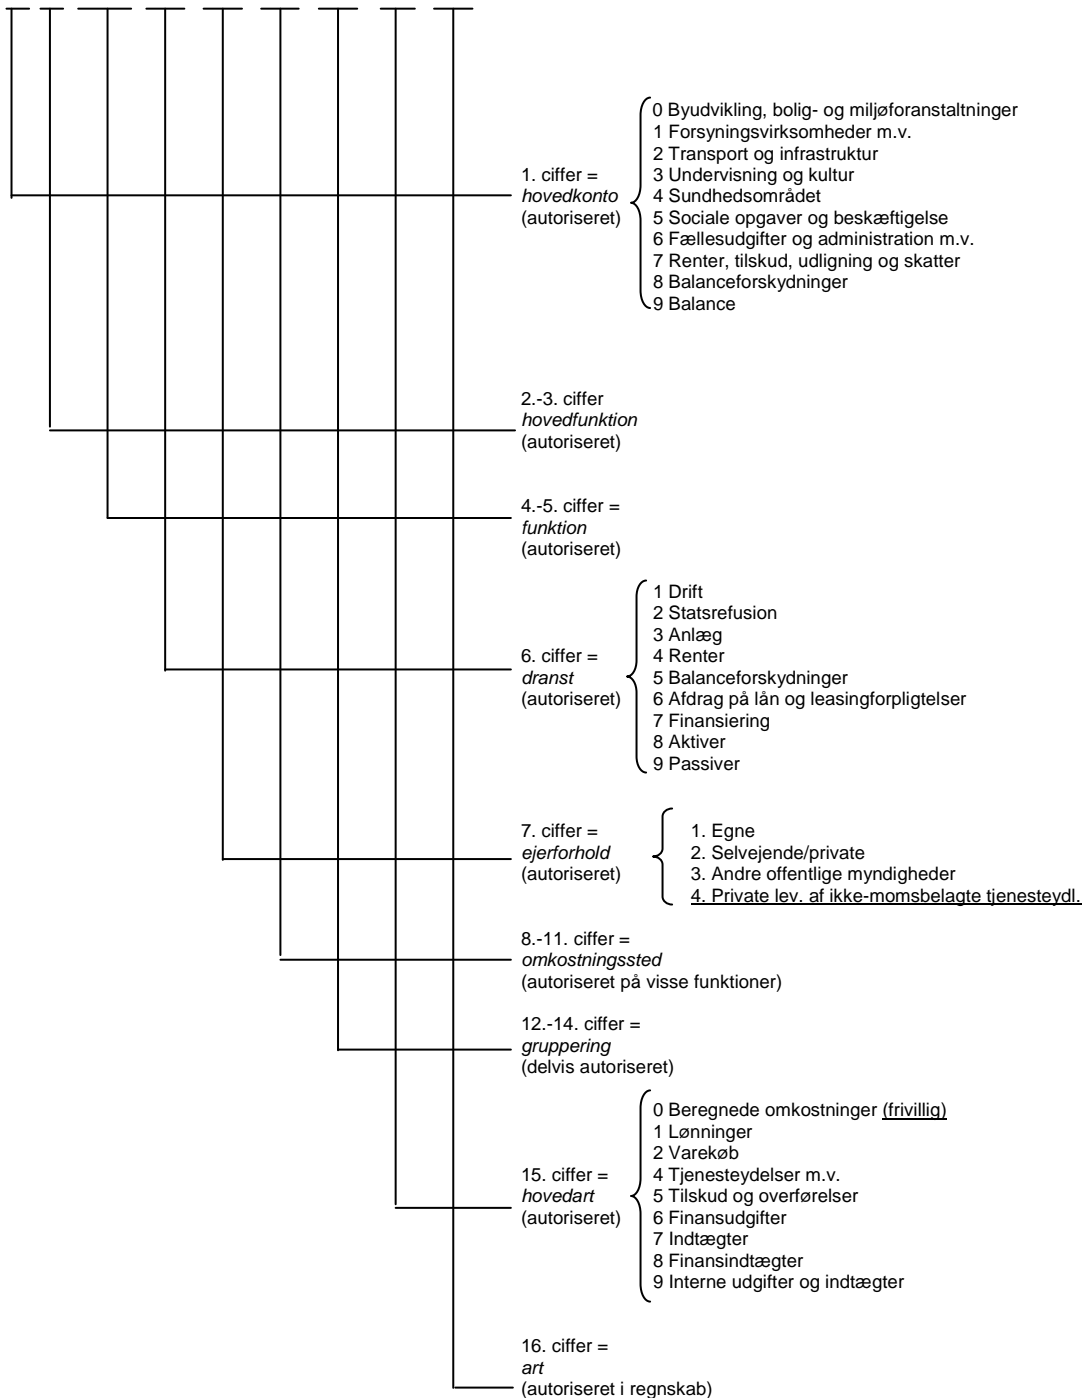 0 Byudvikling, bolig- og miljøforanstaltninger
1 Forsyningsvirksomheder m.v.
2 Transport og infrastruktur
1. ciffer =
3 Undervisning og kultur
hovedkonto
4 Sundhedsområdet
(autoriseret)
5 Sociale opgaver og beskæftigelse
6 Fællesudgifter og administration m.v.
7 Renter, tilskud, udligning og skatter
8 Balanceforskydninger
9 Balance
2.-3. ciffer
hovedfunktion
(autoriseret)
4.-5. ciffer =
funktion
(autoriseret)
1 Drift
2 Statsrefusion
3 Anlæg
6. ciffer =
4 Renter
dranst
5 Balanceforskydninger
(autoriseret)
6 Afdrag på lån og leasingforpligtelser
7 Finansiering
8 Aktiver
9 Passiver
7. ciffer =
ejerforhold
(autoriseret)
1. Egne
2. Selvejende/private
3. Andre offentlige myndigheder
4. Private lev. af ikke-momsbelagte tjenesteydl.
8.-11. ciffer =
omkostningssted
(autoriseret på visse funktioner)
12.-14. ciffer =
gruppering
(delvis autoriseret)
0 Beregnede omkostninger (frivillig)
1 Lønninger
2 Varekøb
15. ciffer =
4 Tjenesteydelser m.v.
hovedart
5 Tilskud og overførelser
(autoriseret)
6 Finansudgifter
7 Indtægter
8 Finansindtægter
9 Interne udgifter og indtægter
16. ciffer =
art
(autoriseret i regnskab)